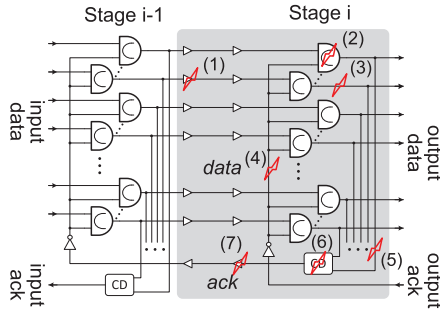 Stage i-1
Stage i
(1)
(2)
(3)
input
data
data
(4)
output
data
C
C
C
C
C
C
C
C
C
C
C
C
(7)
(6)
(5)
input
ack
CD
ack
CD
output
ack